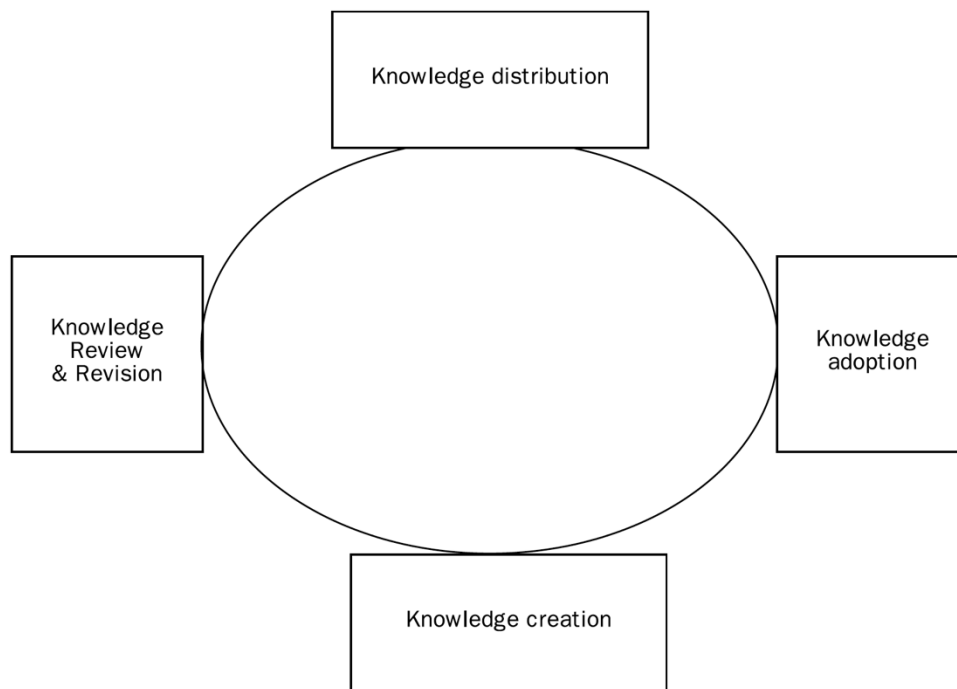 Knowledge distribution
Knowledge
Review
& Revision
Knowledge
adoption
Knowledge creation